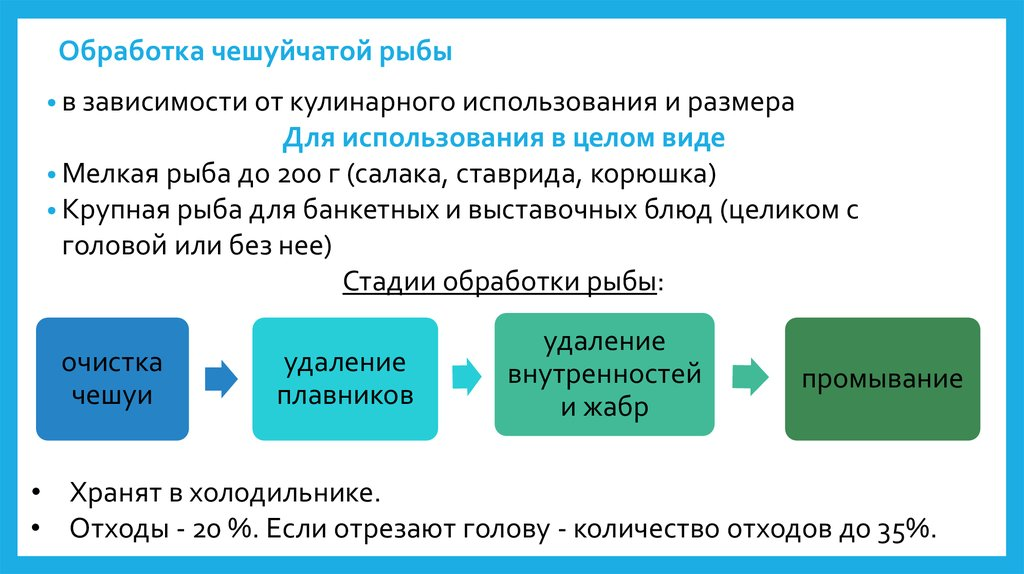 Обработка чешуйчатой рыбы
• в зависимости от кулинарного использования и размера
Для использования в целом виде
• Мелкая рыба до 200 г (салака, ставрида, корюшка)
• Крупная рыба для банкетных и выставочных блюд (целиком с
головой или без нее)
Стадии обработки рыбы:
очистка
чешуи
удаление
плавников
удаление
внутренностей
и жабр
промывание
• Хранят в холодильнике.
• Отходы - 20 %. Если отрезают голову - количество отходов до 35%.